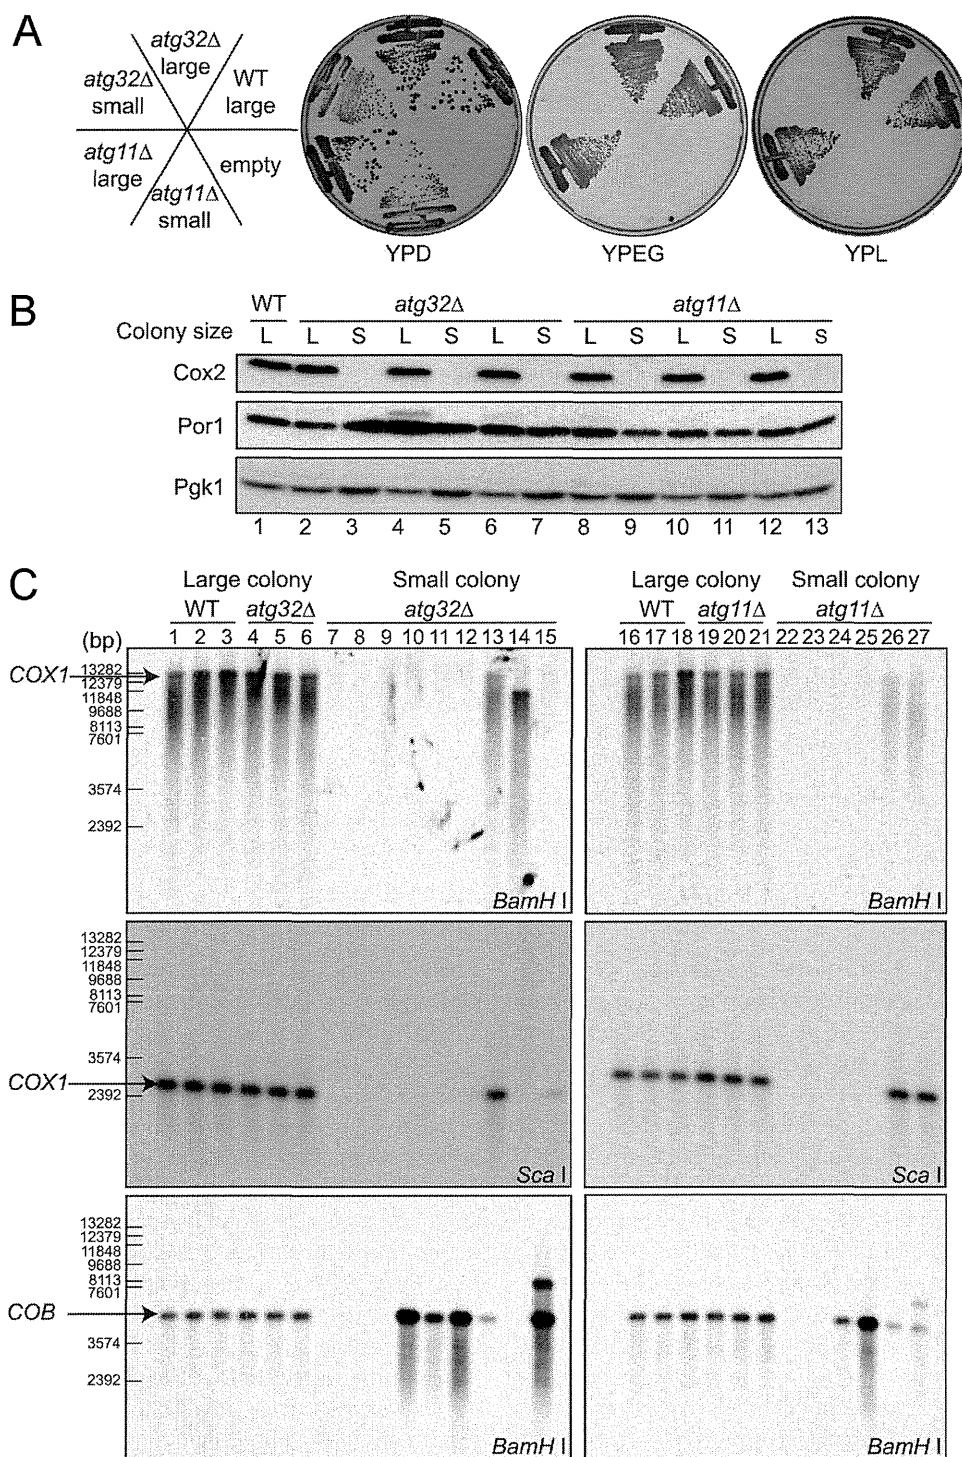 A
atg32Δ
large
atg32Δ
small
WT
large
atg11Δ
large
empty
atg11Δ
small
YPD
YPEG
YPL
B
WT
atg32Δ
atg11Δ
Colony size
L
L
S
L
S
L
S
L
S
L
S
L
S
Cox2
Por1
Pgk1
1 2 3 4 5 6 7 8 9 10 11 12 13
C
Large colony
Small colony
Large colony
Small colony
WT
atg32Δ
atg32Δ
WT
atg11Δ
atg11Δ
(bp)
1 2 3 4 5 6 7 8 9 10 11 12 13 14 15
16 17 18 19 20 21 22 23 24 25 26 27
COX1
13282
12379
11848
9688
8113
7601
3574
2392
BamH I
BamH I
13282
12379
11848
9688
8113
7601
3574
COX1
2392
Sca I
Sca I
13282
12379
11848
9688
8113
7601
COB
3574
2392
BamH I
BamH I